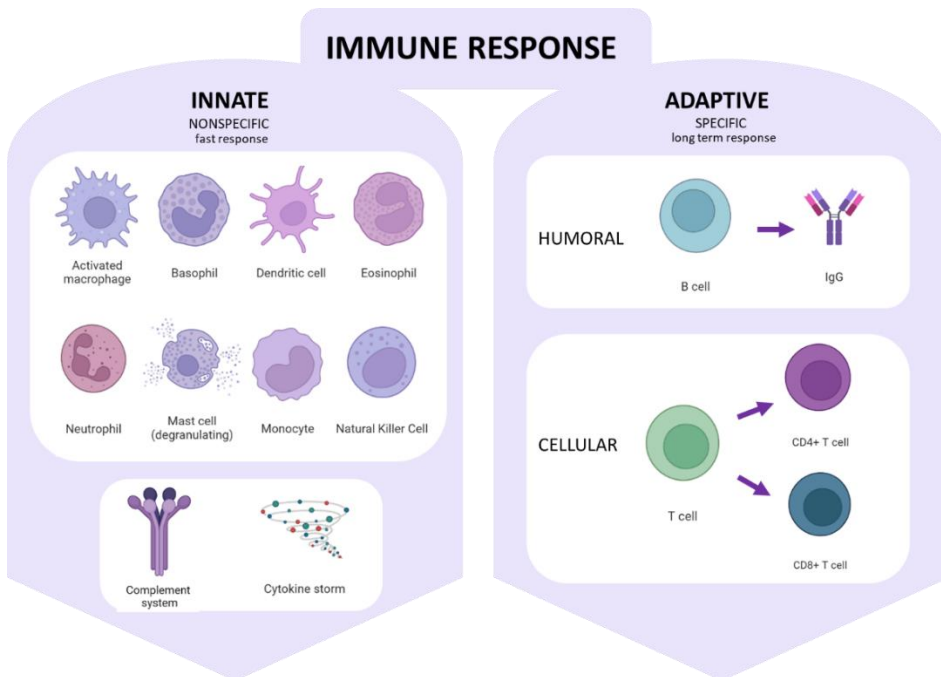 IMMUNE RESPONSE
INNATE
NONSPECIFIC
fast response
Activated
macrophage
Basophil
Dendritic cell
Eosinophil
Neutrophil
Mast cell
(degranulating)
Monocyte
Natural Killer Cell
Complement
system
Cytokine storm
ADAPTIVE
SPECIFIC
long term response
HUMORAL
B cell
IgG
CELLULAR
T cell
CD4+ T cell
CD8+ T cell